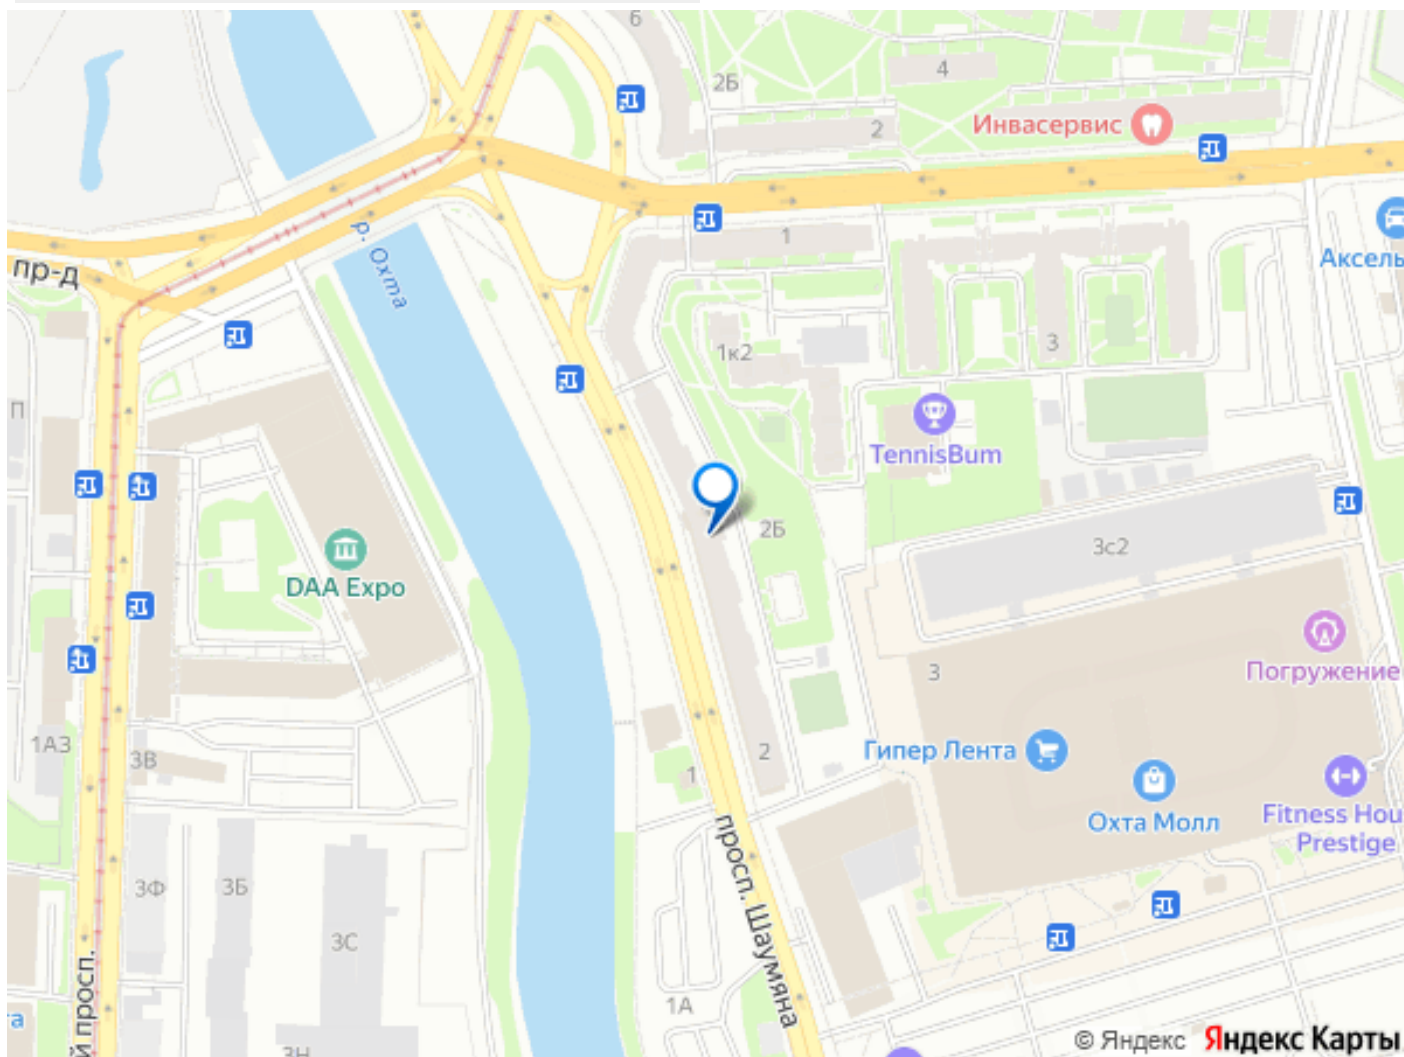 6
2Б
4
2
Инвасервис
р. Охта
пр-д
1
Аксель
1к2
3
П
TennisBum
2Б
3с2
DAA Expo
3
Погружение
1А3
3В
2
Гипер Лента
1
Охта Молл
Fitness Hou
Prestige
просп. Шаумяна
3Ф
3Б
3С
й просп.
1А
та
3Н
© Яндекс Яндекс Карты